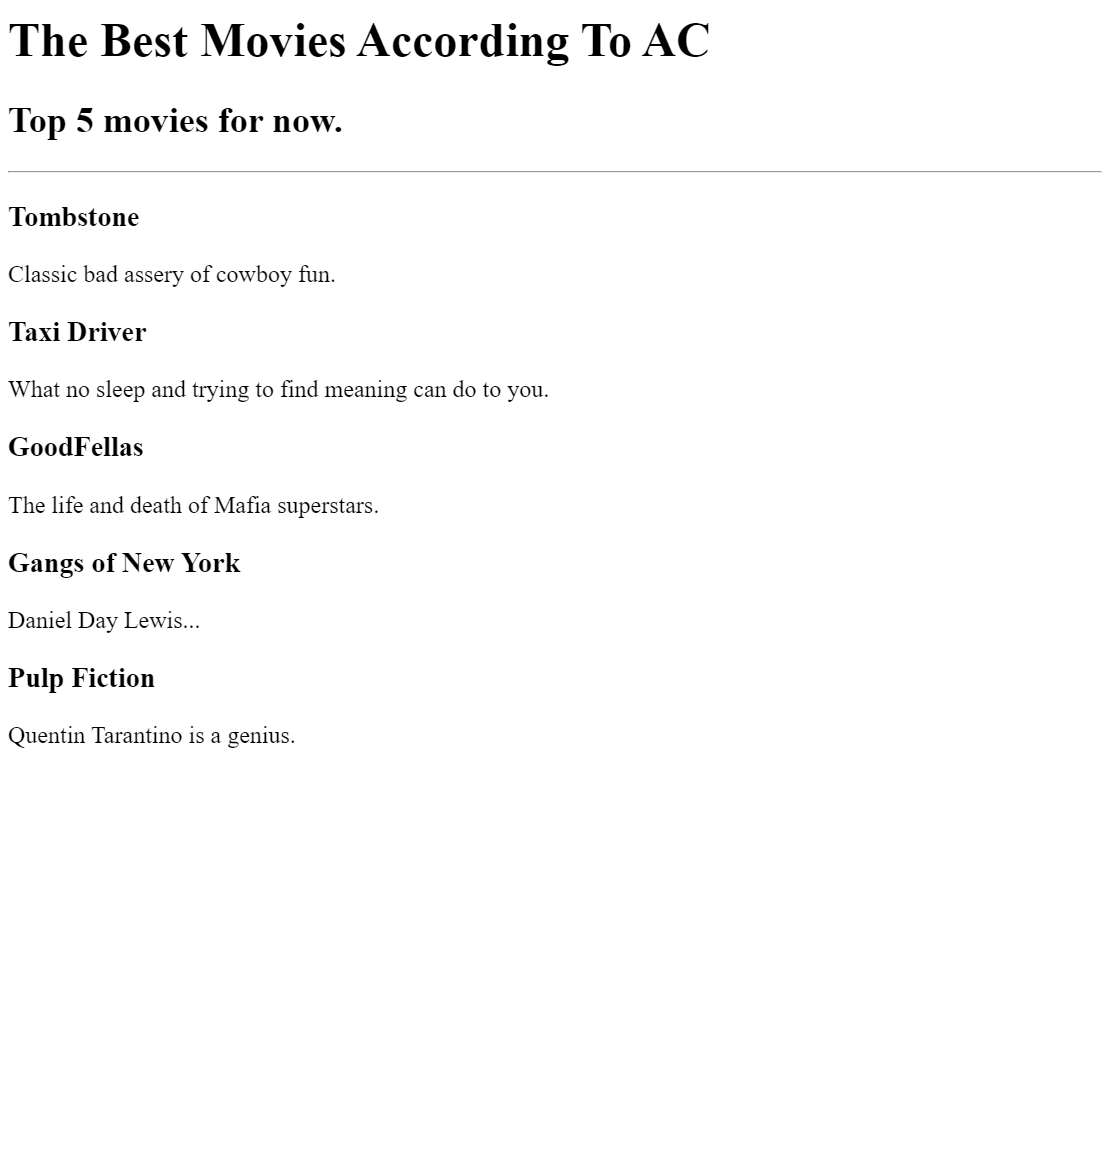 The Best Movies According To AC
Top 5 movies for now.
Tombstone
Classic bad assery of cowboy fun.
Taxi Driver
What no sleep and trying to find meaning can do to you.
GoodFellas
The life and death of Mafia superstars.
Gangs of New York
Daniel Day Lewis...
Pulp Fiction
Quentin Tarantino is a genius.